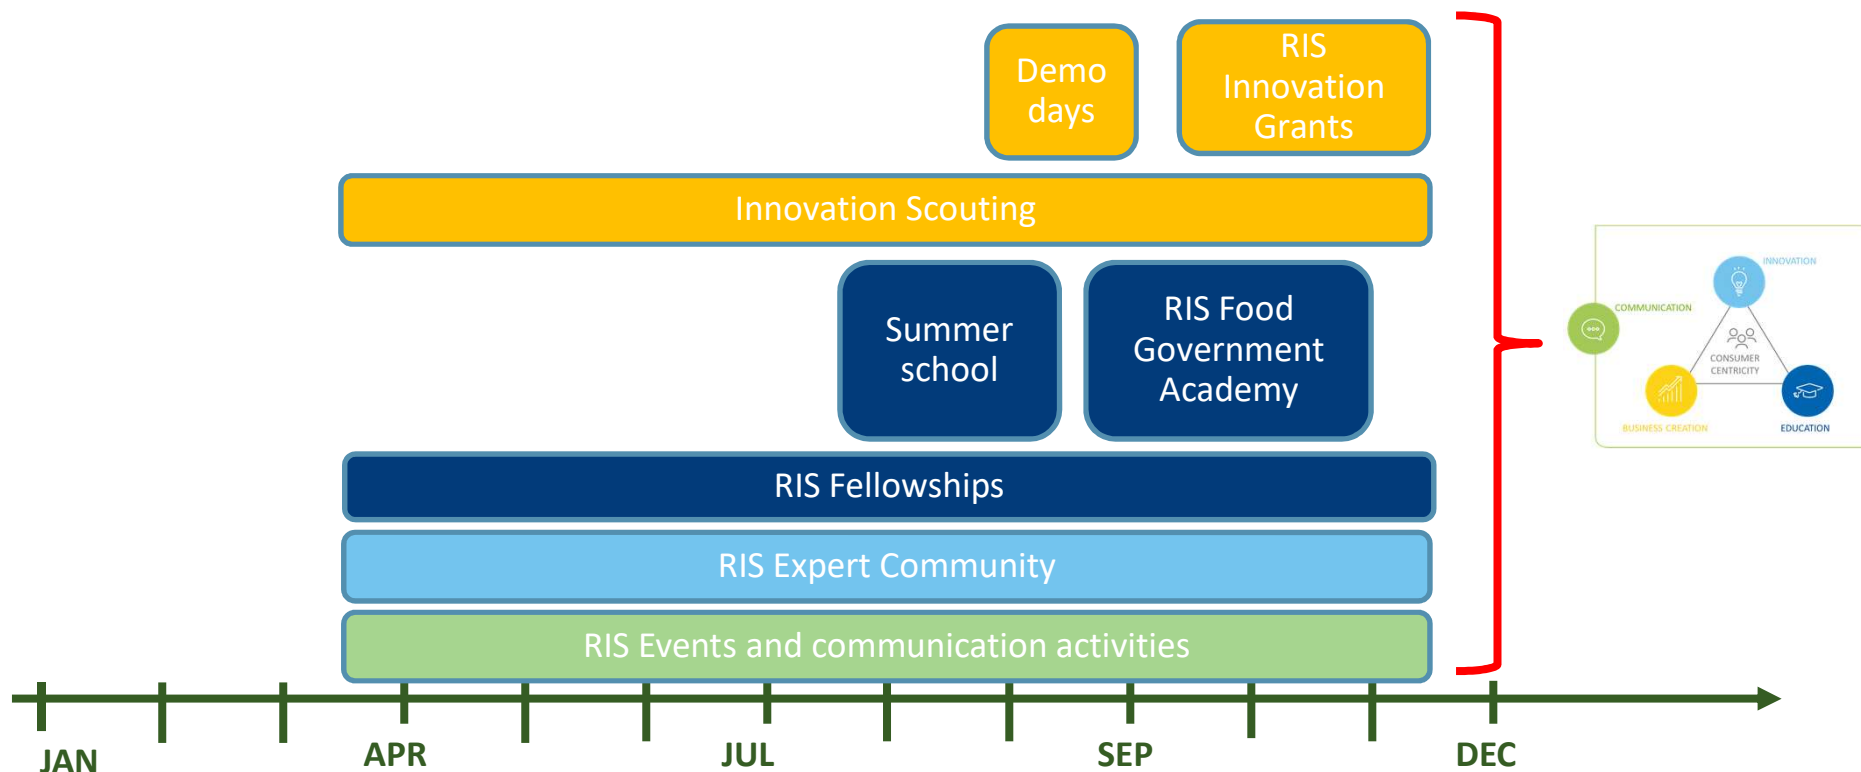 Demo
days
RIS
Innovation
Grants
Innovation Scouting
Summer
school
RIS Food
Government
Academy
RIS Fellowships
RIS Expert Community
RIS Events and communication activities
INNOVATION
COMMUNICATION
CONSUMER
CENTRICITY
BUSINESS CREATION
EDUCATION
JAN
APR
JUL
SEP
DEC